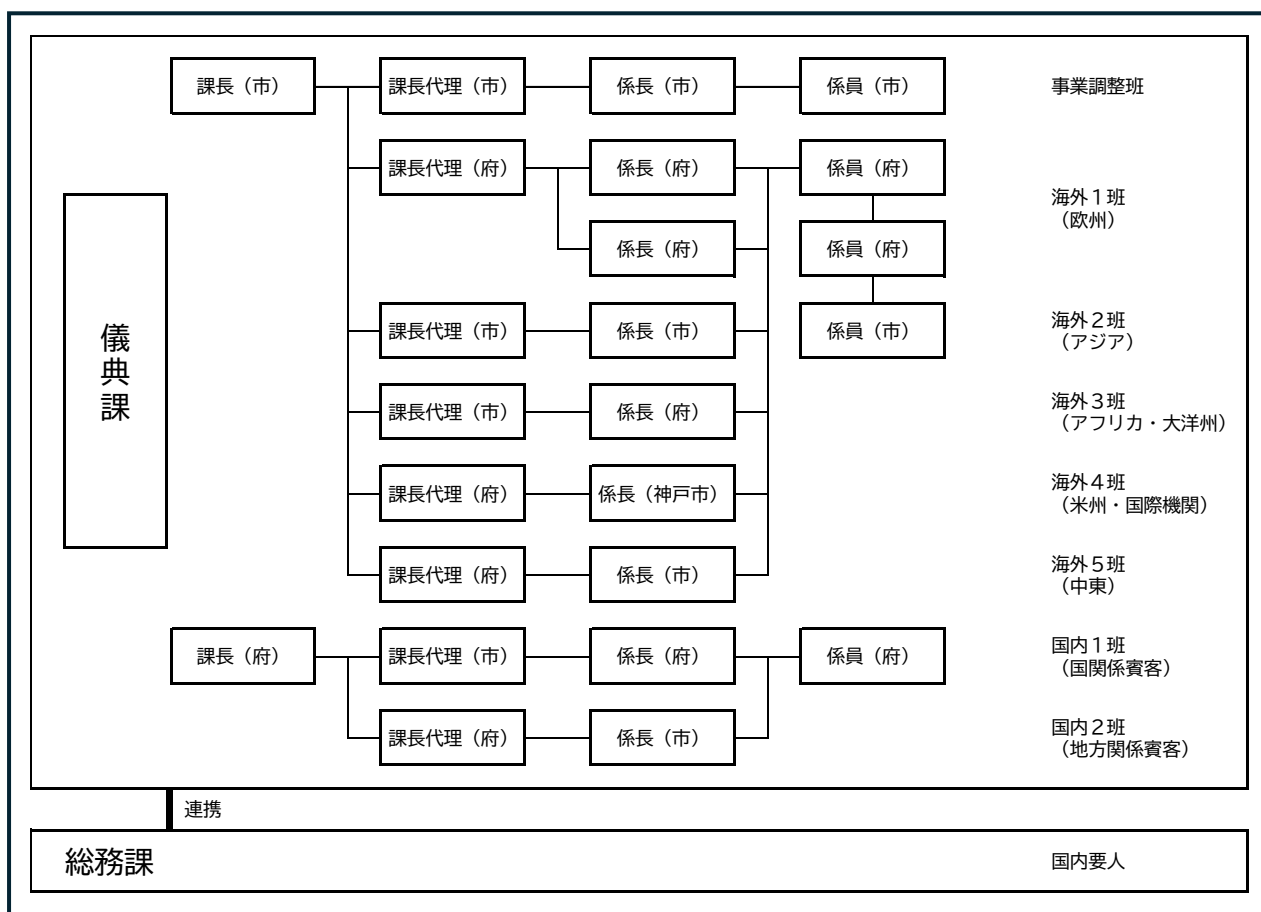 課長（市）
課長代理（市）
係長（市）
係員（市）
事業調整班
課長代理（府）
係長（府）
係員（府）
海外１班
（欧州）
係長（府）
係員（府）
儀典課
課長代理（市）
係長（市）
係員（市）
海外２班
（アジア）
課長代理（市）
係長（府）
海外３班
（アフリカ・大洋州）
課長代理（府）
係長（神戸市）
海外４班
（米州・国際機関）
課長代理（府）
係長（市）
海外５班
（中東）
課長（府）
課長代理（市）
係長（府）
係員（府）
国内１班
（国関係賓客）
課長代理（府）
係長（市）
国内２班
（地方関係賓客）
連携
総務課
国内要人